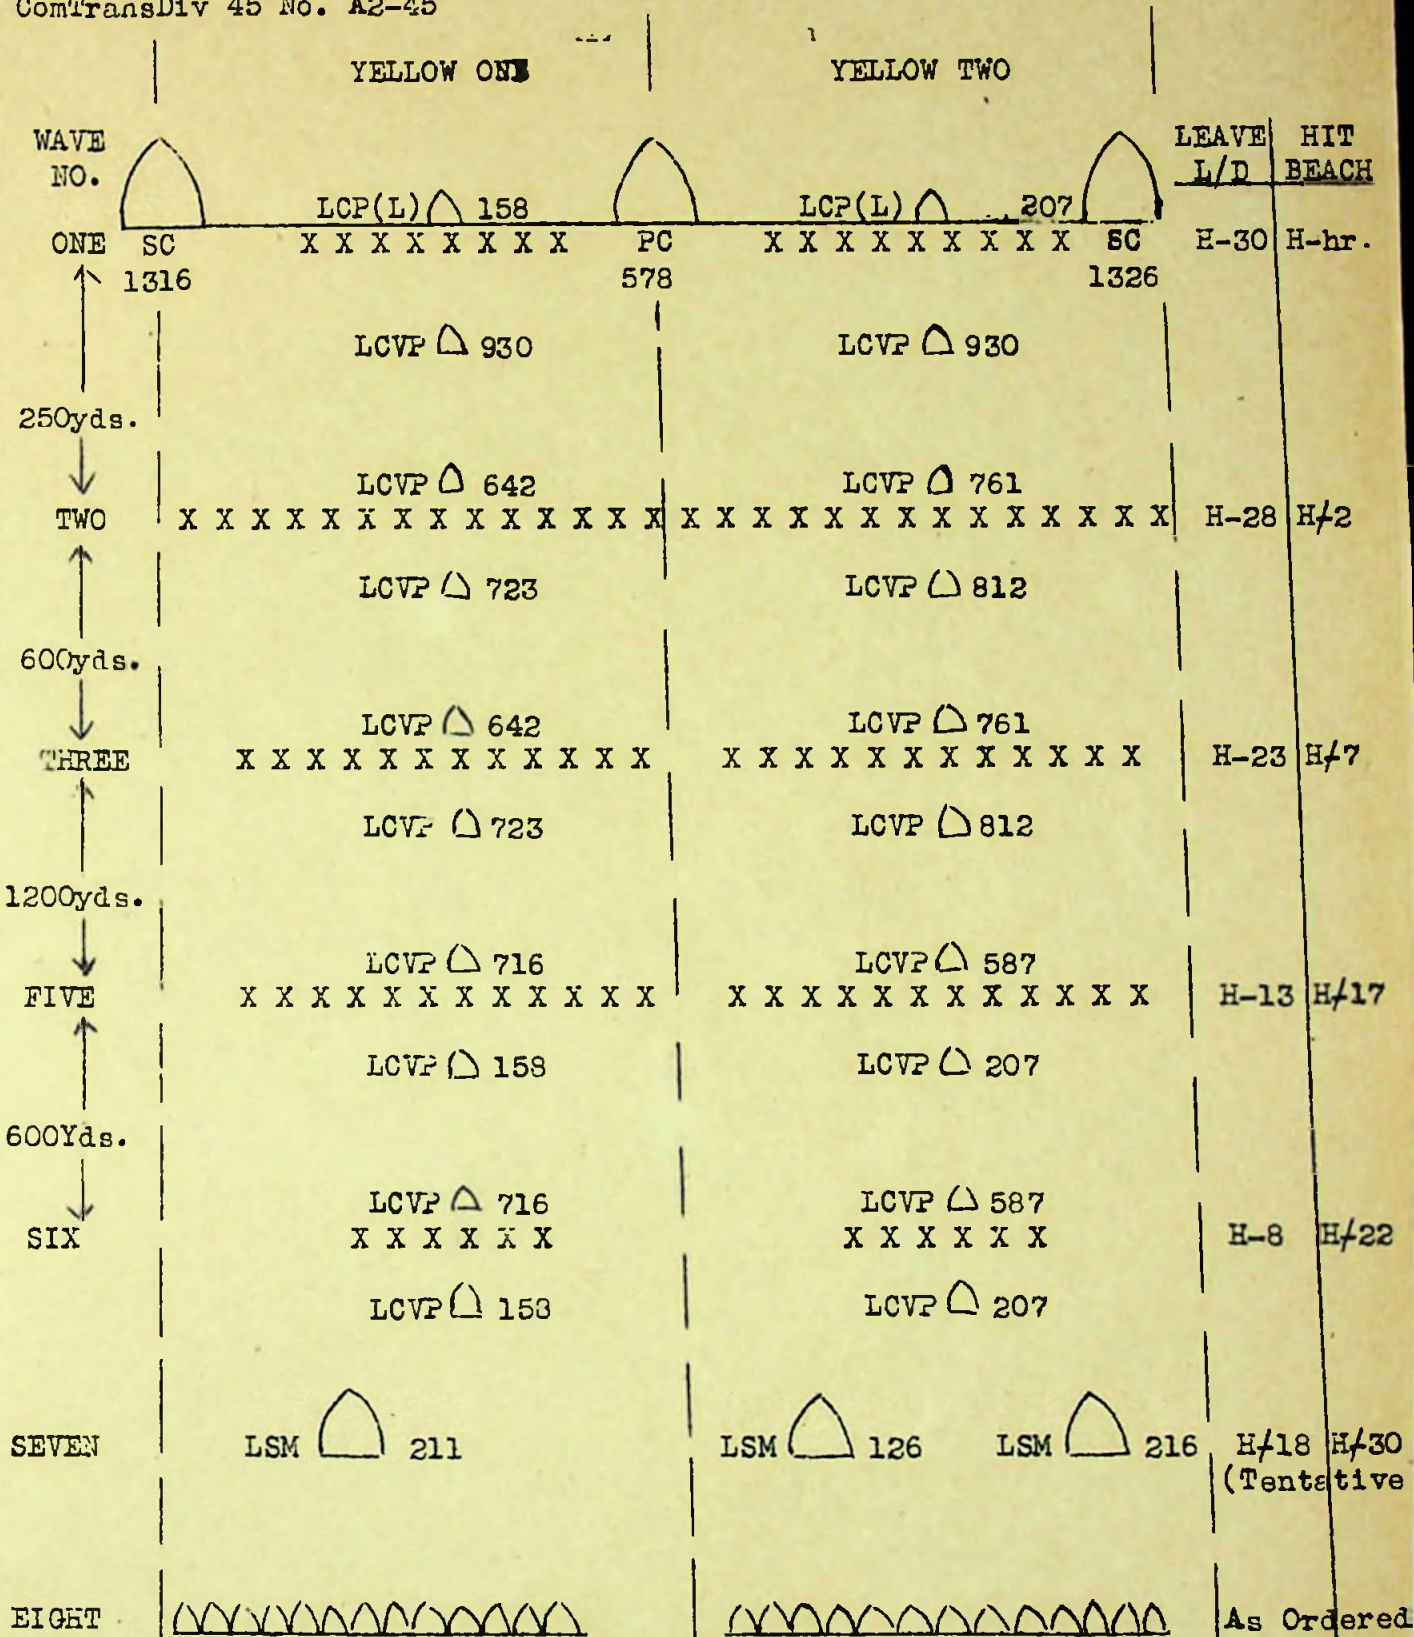 ComTransDiv 45 No. A2-45
YELLOW ONE YELLOW TWO
WAVE NO. LEAVE L/D HIT BEACH
LCP(L) 158 LCP(L) 207
ONE SC X X X X X X X X PC X X X X X X X X X SC H-30 H-hr.
1316 578 1326
LCVP 930 LCVP 930
250yds.
LCVP 642 LCVP 761
TWO X X X X X X X X X X X X X X X X X X X X X X X X X X X X H-28 H/2
LCVP 723 LCVP 812
600yds.
LCVP 642 LCVP 761
THREE X X X X X X X X X X X X X X X X X X X X X X X X H-23 H/7
LCVP 723 LCVP 812
1200yds.
LCVP 716 LCVP 587
FIVE X X X X X X X X X X X X X X X X X X X X X X X X H-13 H/17
LCVP 158 LCVP 207
600Yds.
LCVP 716 LCVP 587
SIX X X X X X X X X X X X X H-8 H/22
LCVP 158 LCVP 207
SEVEN LSM 211 LSM 126 LSM 216 H/18 H/30
(Tentative
EIGHT As Ordered